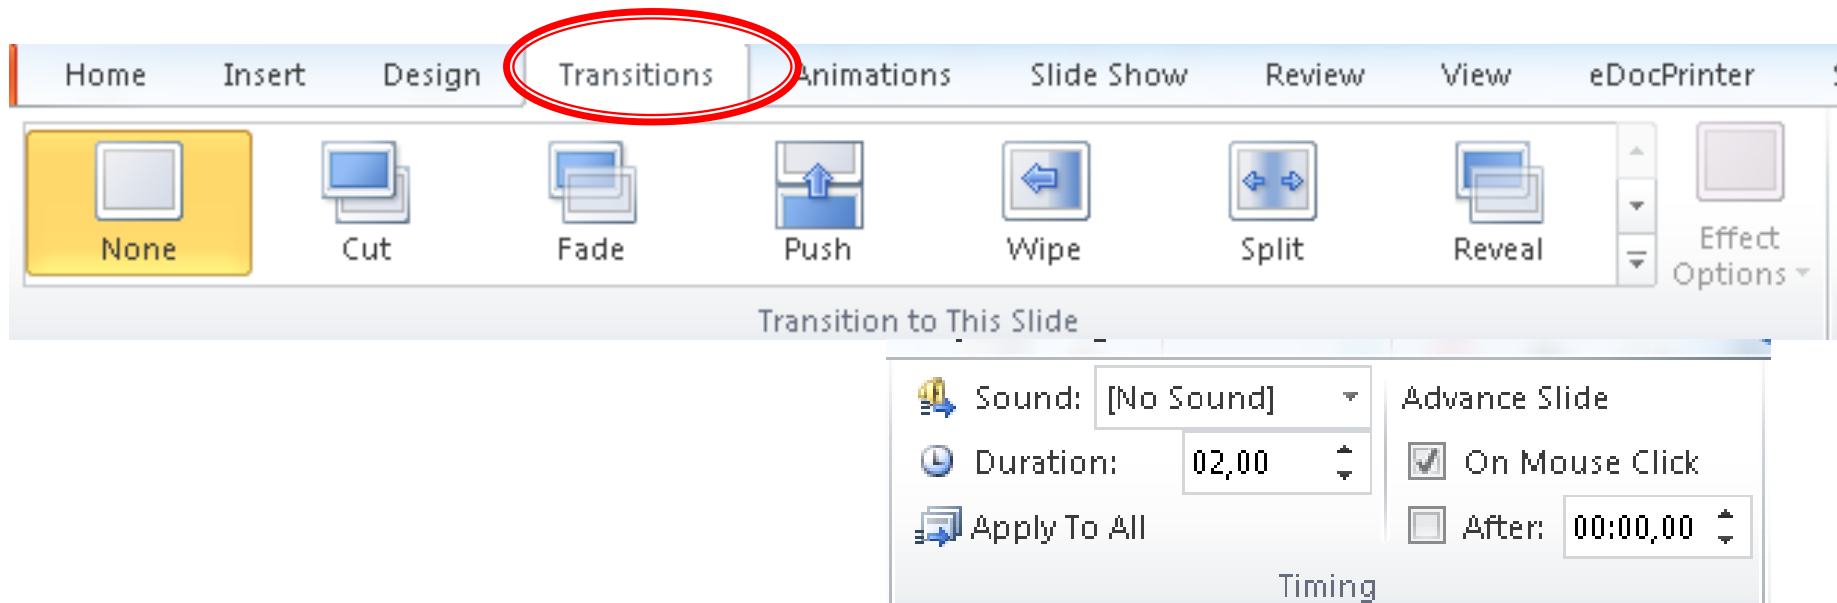 Home Insert Design Transitions Animations Slide Show Review View eDocPrinter
None Cut Fade Push Wipe Split Reveal
Effect
Options
Transition to This Slide
Sound: [No Sound] Advance Slide
Duration: 02,00 On Mouse Click
Apply To All After: 00:00,00
Timing